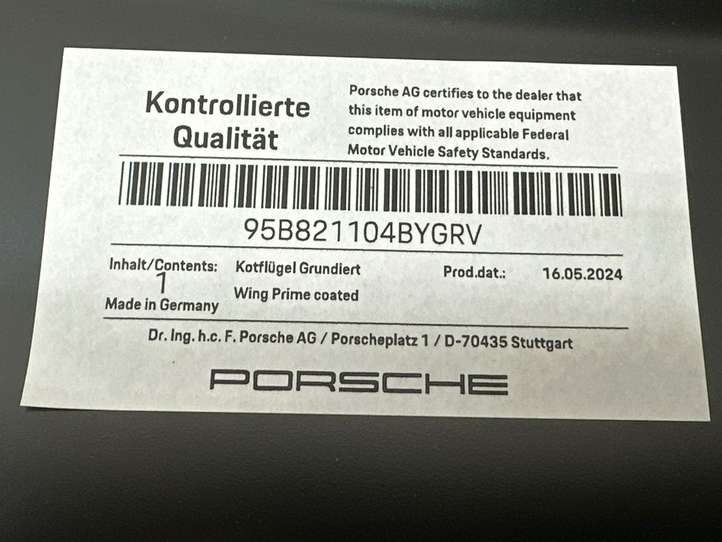 Kontrollierte
Qualität
Porsche AG certifies to the dealer that
this item of motor vehicle equipment
complies with all applicable Federal
Motor Vehicle Safety Standards.
95B821104BYGRV
Inhalt/Contents: Kotflügel Grundiert Prod.dat.: 16.05.2024
1
Wing Prime coated
Made in Germany
Dr. Ing. h.c. F. Porsche AG / Porscheplatz 1 / D-70435 Stuttgart
PORSCHE